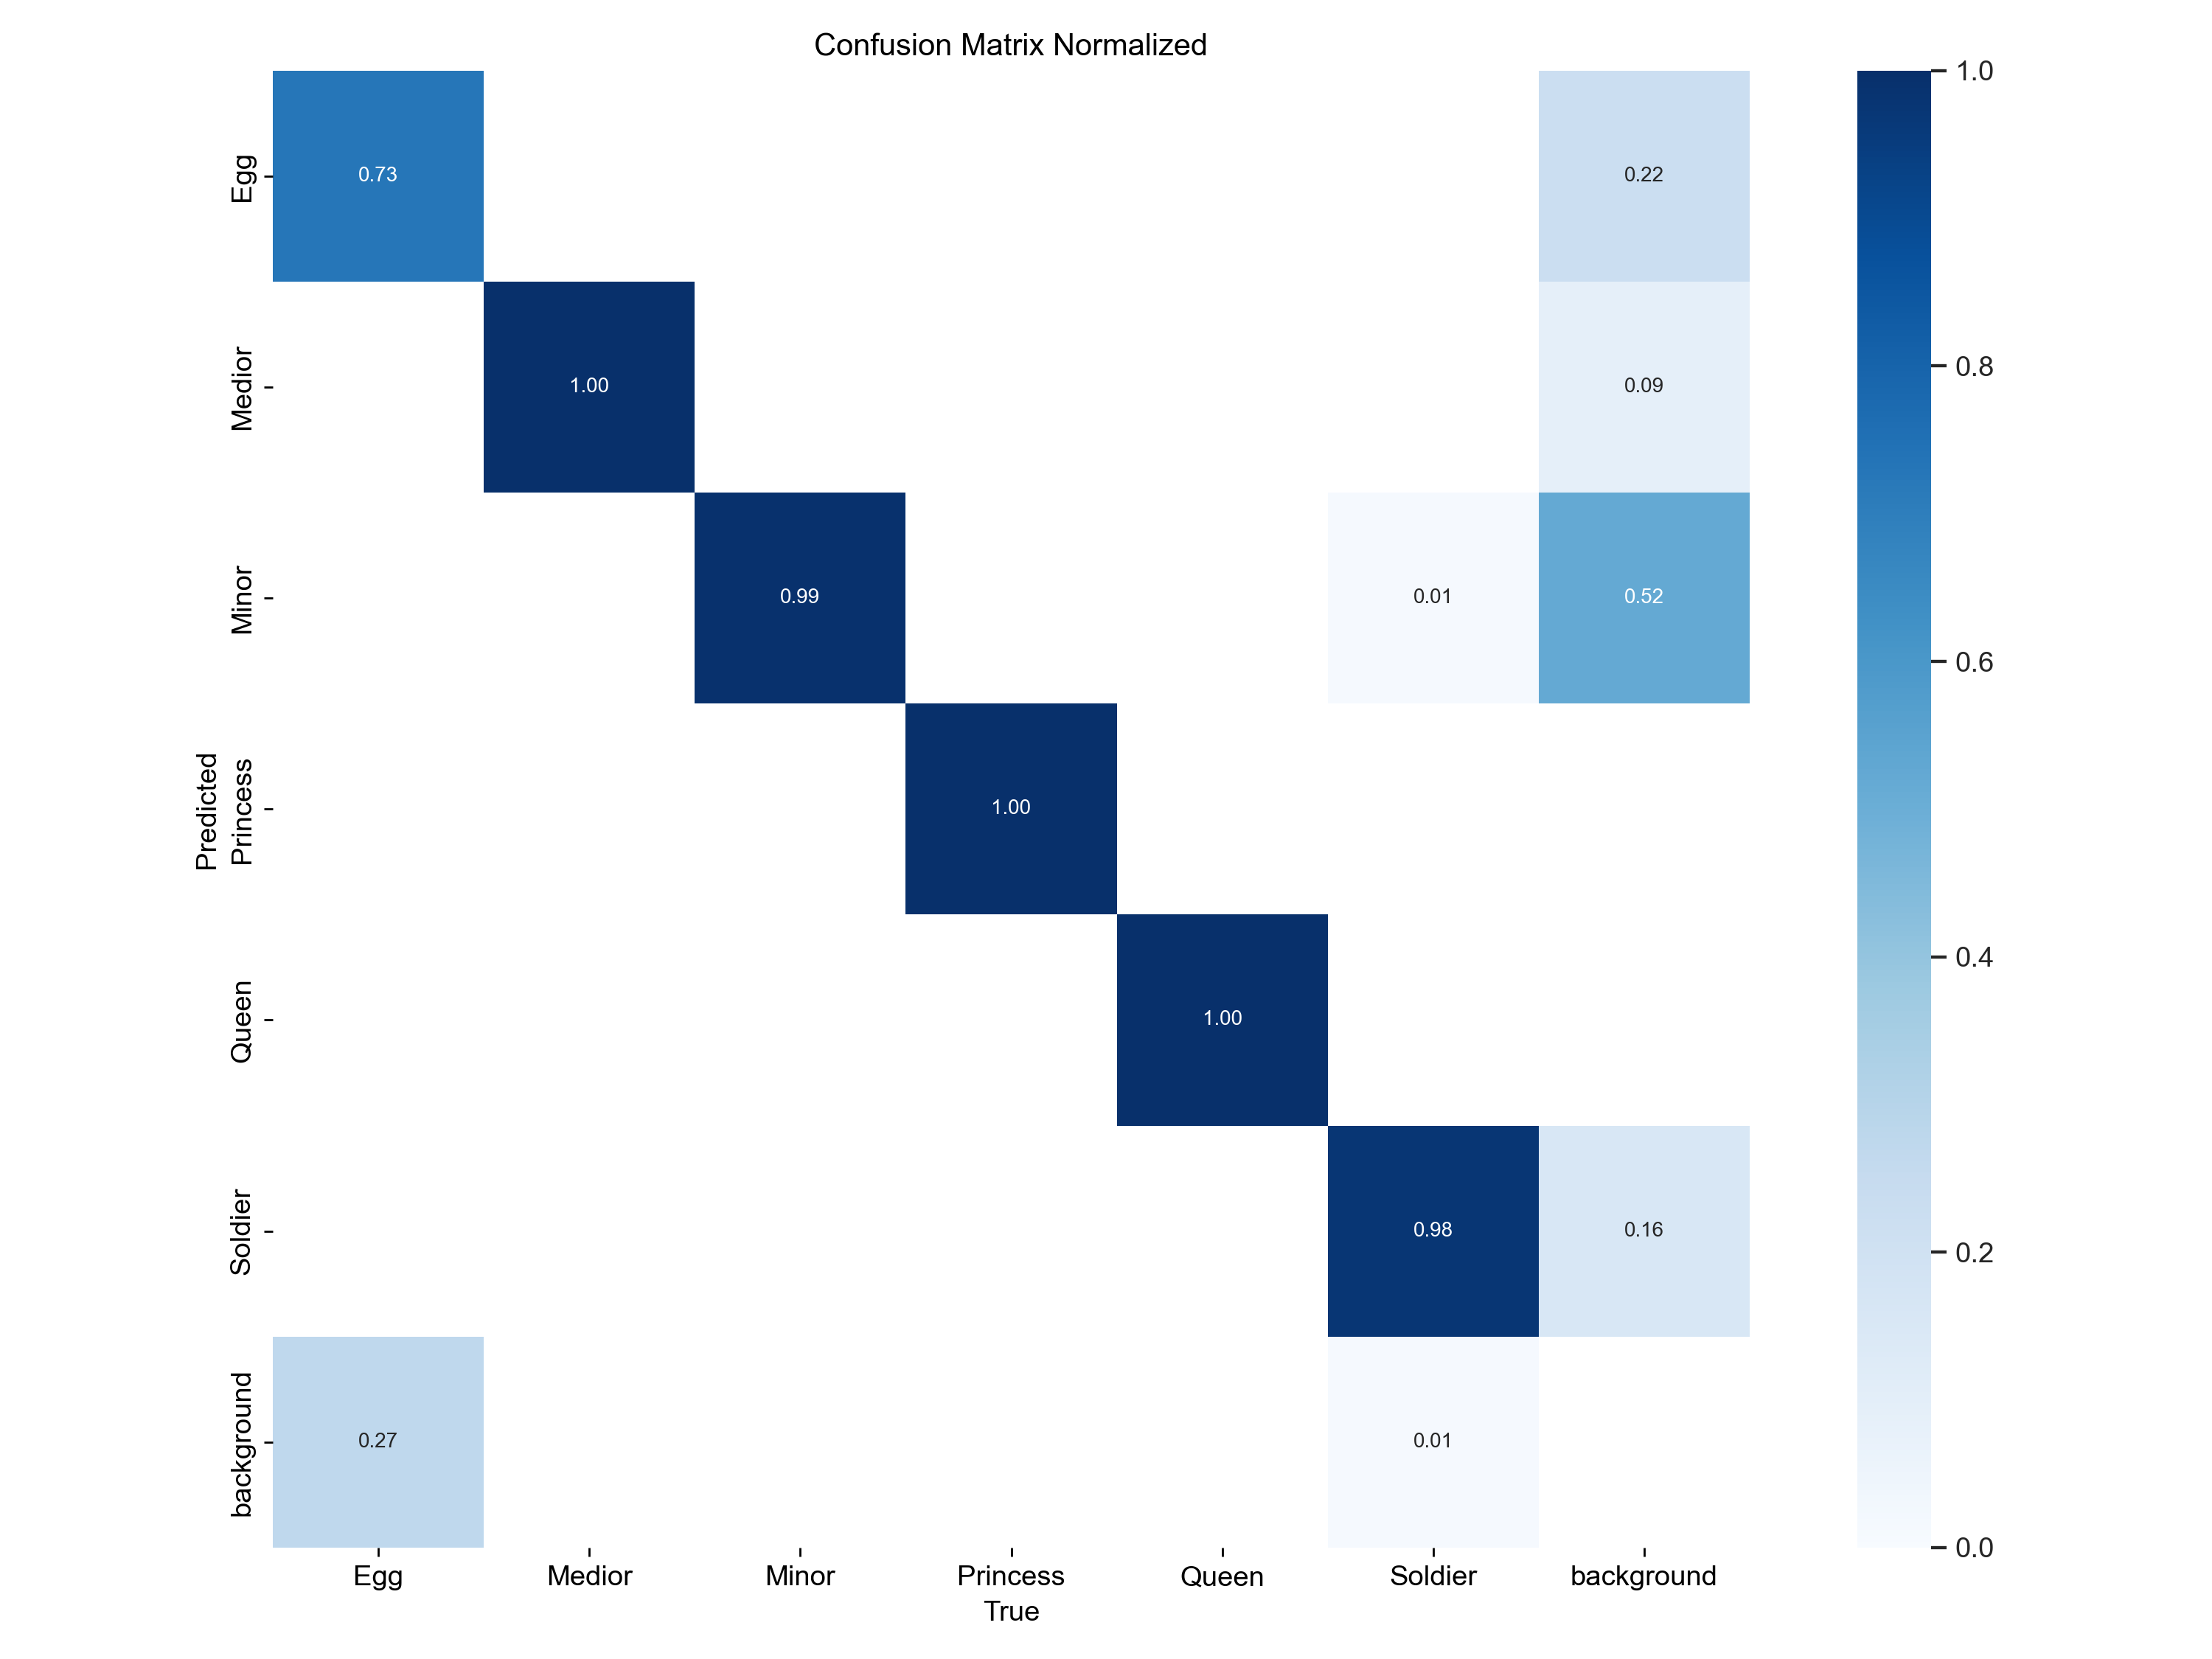 Confusion Matrix Normalized
Egg
0.73
0.22
1.0
Medior
1.00
0.09
0.8
Minor
0.99
0.01
0.52
0.6
Predicted
Princess
1.00
0.4
Queen
1.00
Soldier
0.98
0.16
0.2
background
0.27
0.01
0.0
Egg Medior Minor Princess Queen Soldier background
True